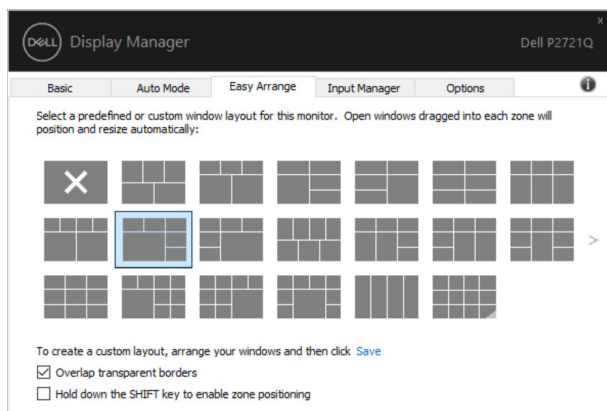 x
DELL Display Manager Dell P2721Q
Basic Auto Mode Easy Arrange Input Manager Options i
Select a predefined or custom window layout for this monitor. Open windows dragged into each zone will
position and resize automatically:
>
To create a custom layout, arrange your windows and then click Save
Overlap transparent borders
Hold down the SHIFT key to enable zone positioning